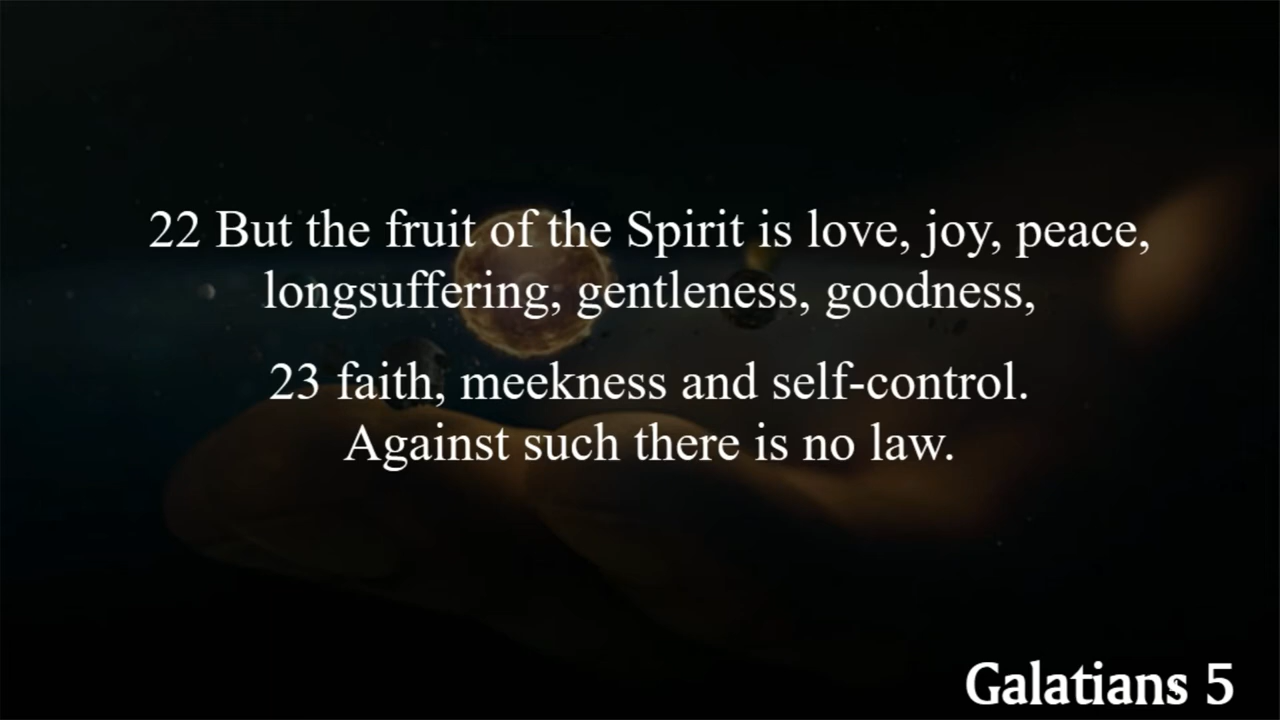 22 But the fruit of the Spirit is love, joy, peace,
longsuffering, gentleness, goodness,
23 faith, meekness and self-control.
Against such there is no law.
Galatians 5